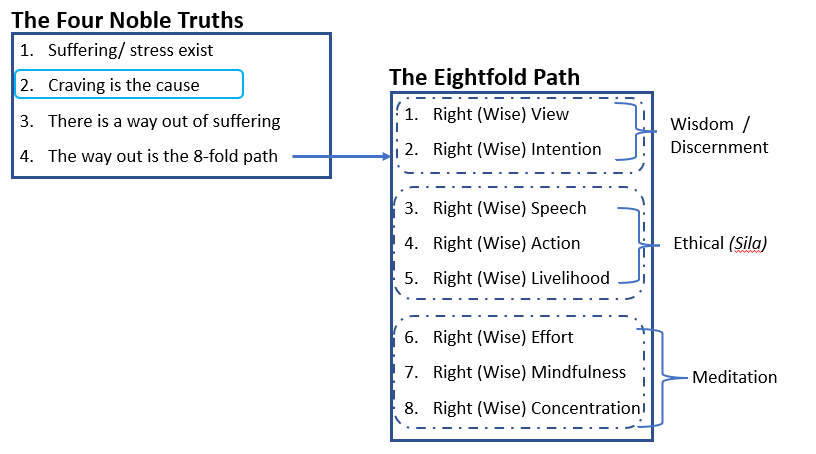 The Four Noble Truths
1. Suffering/ stress exist
2. Craving is the cause
3. There is a way out of suffering
4. The way out is the 8-fold path
The Eightfold Path
1. Right (Wise) View
2. Right (Wise) Intention
Wisdom /
Discernment
3. Right (Wise) Speech
4. Right (Wise) Action
5. Right (Wise) Livelihood
Ethical (Sila)
6. Right (Wise) Effort
7. Right (Wise) Mindfulness
8. Right (Wise) Concentration
Meditation